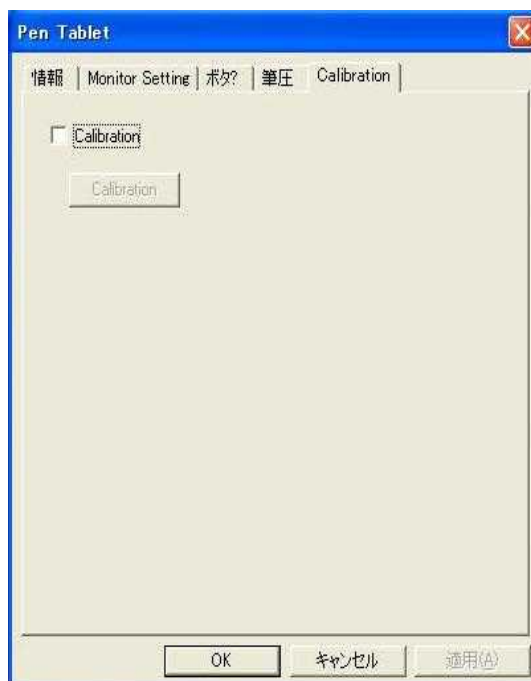 Pen Tablet
情報 Monitor Setting ボタ? 筆圧 Calibration
Calibration
Calibration
OK キャンセル 適用(A)